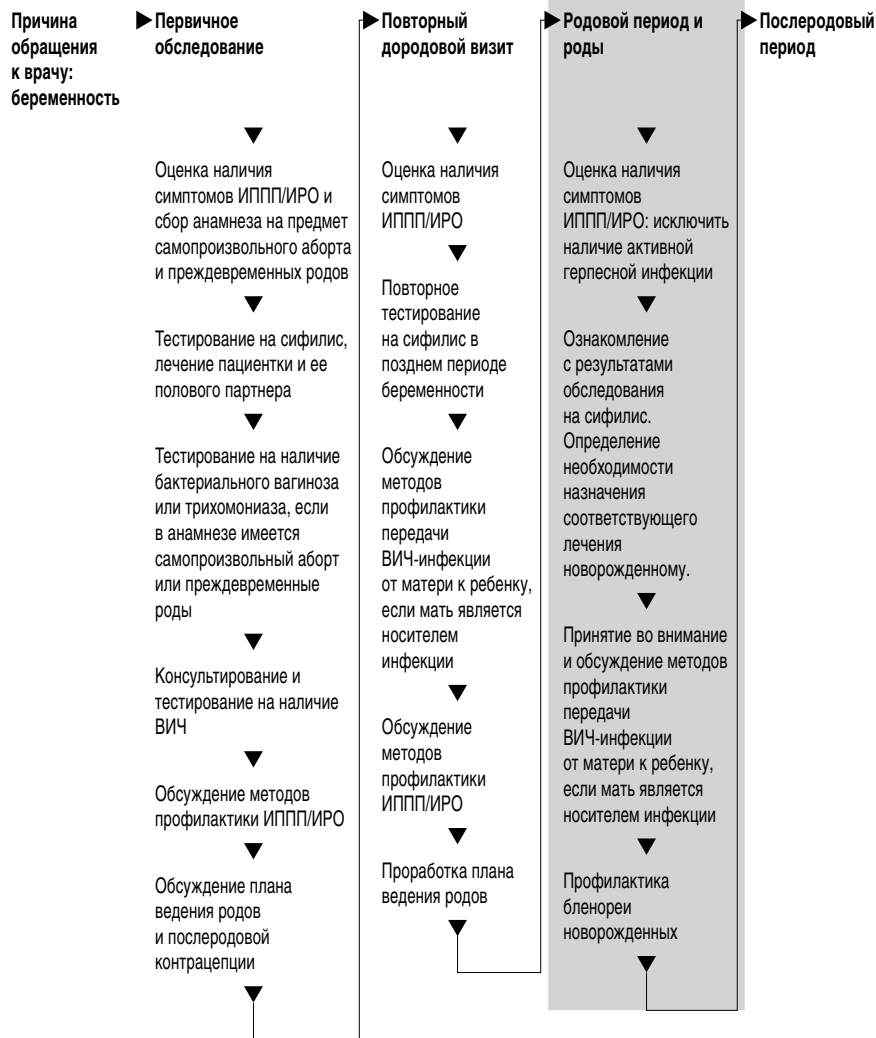 Причина
обращения
к врачу:
беременность
Первичное
обследование
Оценка наличия
симптомов ИППП/ИРО и
сбор анамнеза на предмет
самопроизвольного аборта
и преждевременных родов
Тестирование на сифилис,
лечение пациентки и ее
полового партнера
Тестирование на наличие
бактериального вагиноза
или трихомониаза, если
в анамнезе имеется
самопроизвольный аборт
или преждевременные
роды
Консультирование и
тестирование на наличие
ВИЧ
Обсуждение методов
профилактики ИППП/ИРО
Обсуждение плана
ведения родов
и послеродовой
контрацепции
Повторный
дородовой визит
Оценка наличия
симптомов
ИППП/ИРО
Повторное
тестирование
на сифилис в
позднем периоде
беременности
Обсуждение
методов
профилактики
передачи
ВИЧ-инфекции
от матери к ребенку,
если мать является
носителем
инфекции
Обсуждение
методов
профилактики
ИППП/ИРО
Проработка плана
ведения родов
Родовой период и
роды
Оценка наличия
симптомов
ИППП/ИРО: исключить
наличие активной
герпесной инфекции
Ознакомление
с результатами
обследования
на сифилис.
Определение
необходимости
назначения
соответствующего
лечения
новорожденному.
Принятие во внимание
и обсуждение методов
профилактики
передачи
ВИЧ-инфекции
от матери к ребенку,
если мать является
носителем инфекции
Профилактика
бленореи
новорожденных
Послеродовый
период